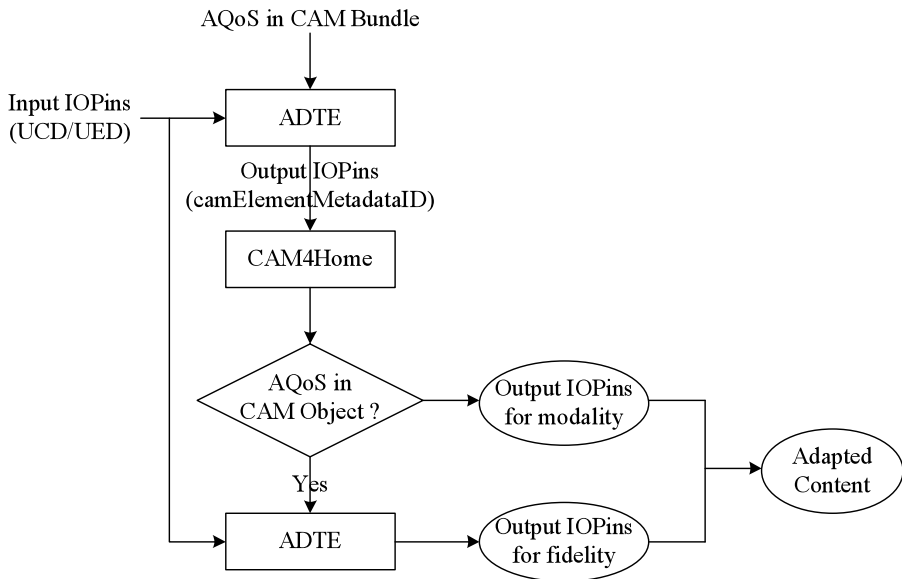 AQoS in CAM Bundle
Input IOPins
(UCD/UED)
ADTE
Output IOPins
(camElementMetadataID)
CAM4Home
AQoS in
CAM Object ?
Output IOPins
for modality
Adapted
Content
Yes
ADTE
Output IOPins
for fidelity